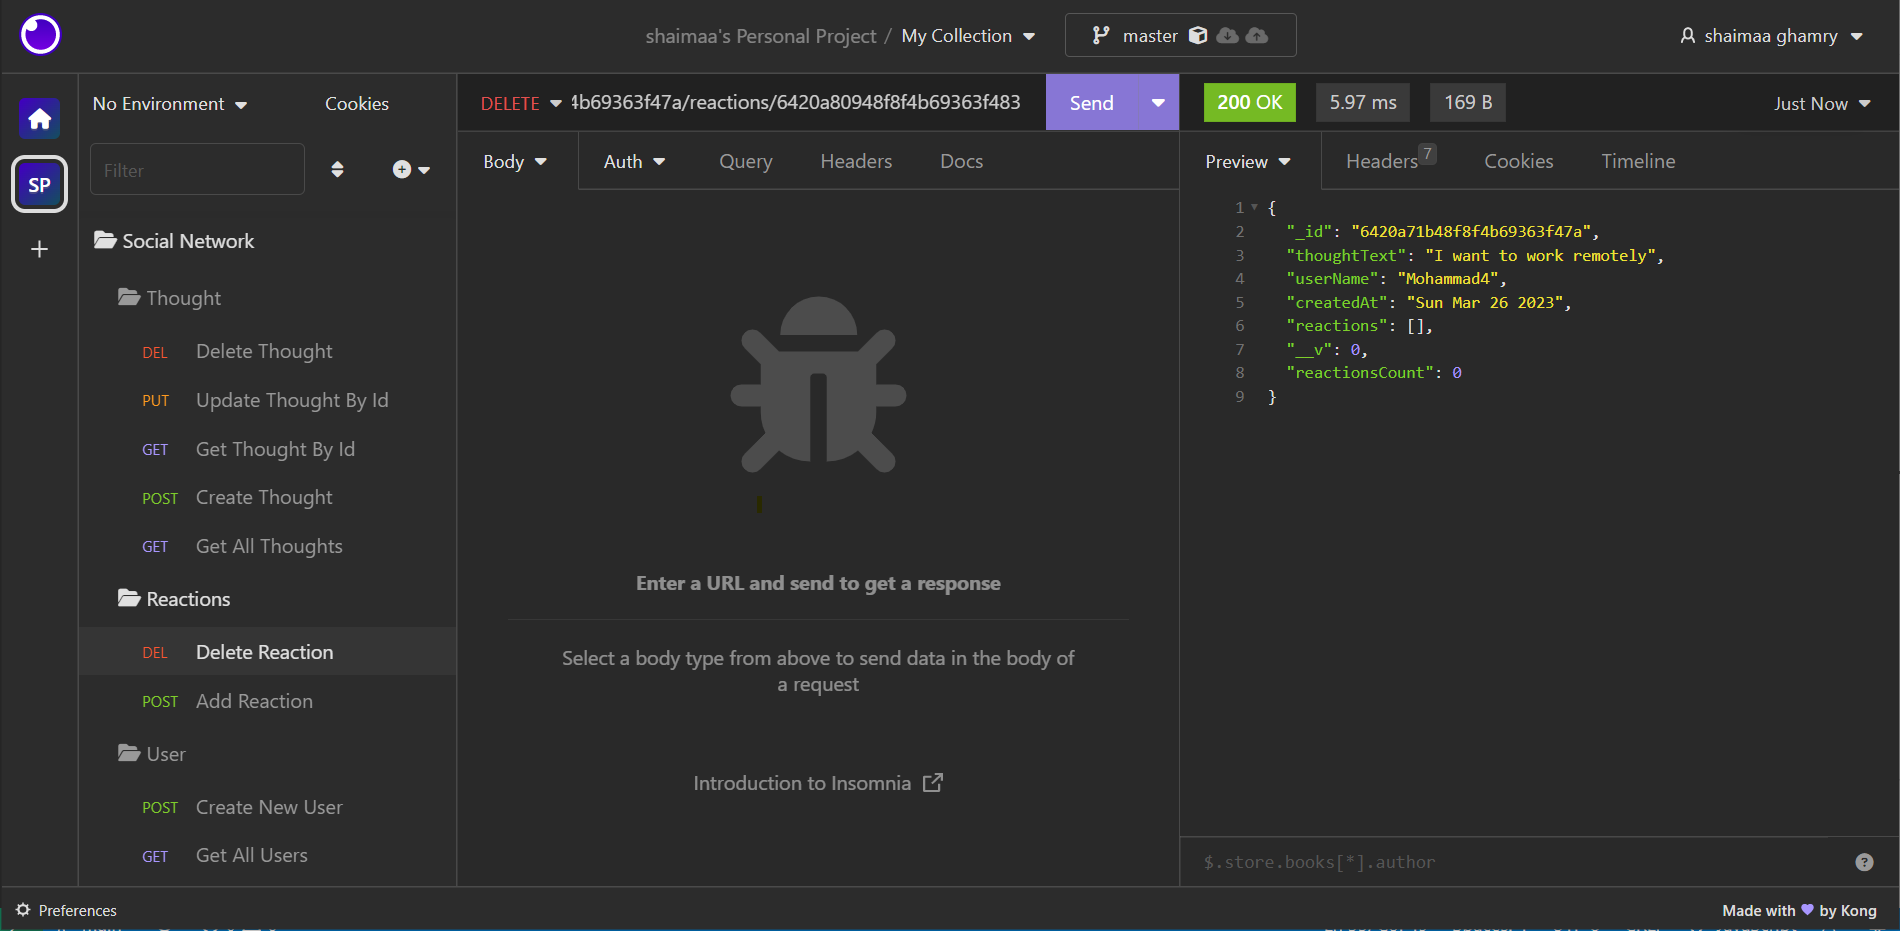 shaimaa's Personal Project / My Collection
master
shaimaa ghamry
SP
No Environment
Cookies
Filter
Social Network
Thought
DEL Delete Thought
PUT Update Thought By Id
GET Get Thought By Id
POST Create Thought
GET Get All Thoughts
Reactions
DEL Delete Reaction
POST Add Reaction
User
POST Create New User
GET Get All Users
DELETE
4b69363f47a/reactions/6420a80948f8f4b69363f483
Send
Body
Auth
Query
Headers
Docs
Enter a URL and send to get a response
Select a body type from above to send data in the body of
a request
Introduction to Insomnia
200 OK
5.97 ms
169 B
Just Now
Preview
Headers 7
Cookies
Timeline
1 {
2 "_id": "6420a71b48f8f4b69363f47a",
3 "thoughtText": "I want to work remotely",
4 "userName": "Mohammad4",
5 "createdAt": "Sun Mar 26 2023",
6 "reactions": [],
7 "__v": 0,
8 "reactionsCount": 0
9 }
$.store.books[*].author
?
Preferences
Made with by Kong